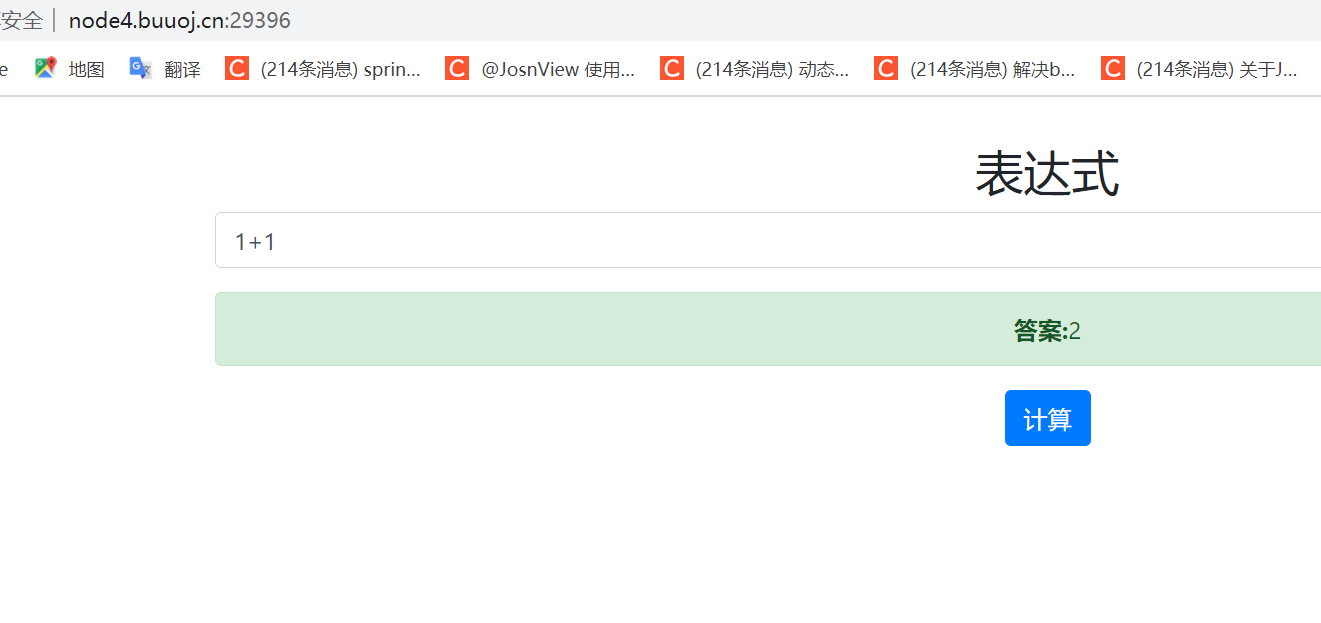 安全 | node4.buuoj.cn:29396
e 地图 翻译 (214条消息) sprin... @JosnView 使用... (214条消息) 动态... (214条消息) 解决b... (214条消息) 关于J...
表达式
1+1
答案:2
计算